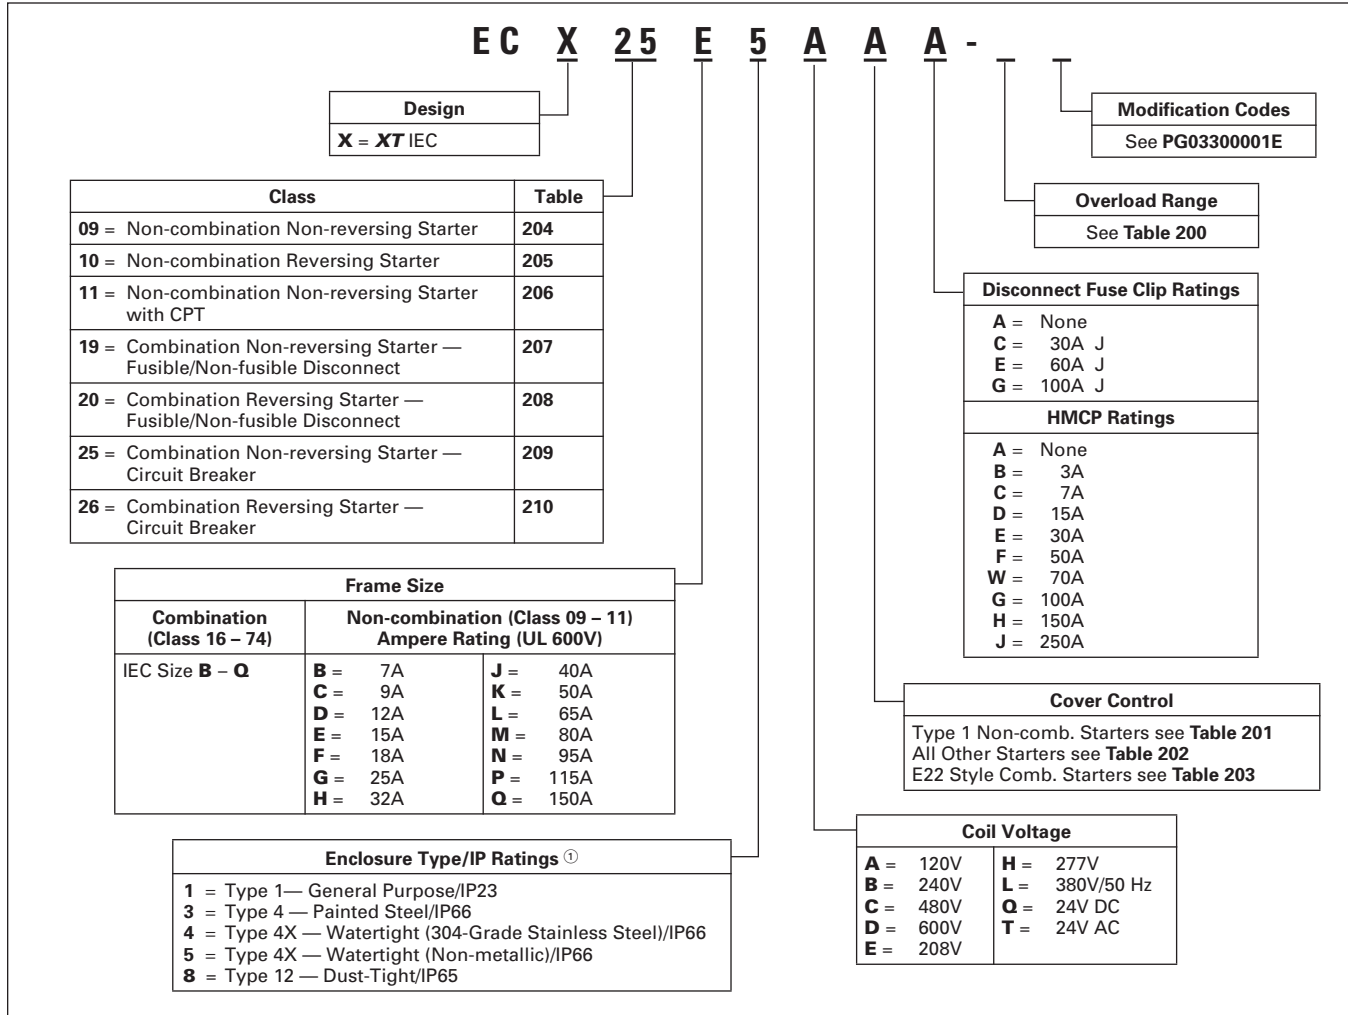 EC X 25 E 5 A A A - _ _
Design
X = XT IEC
Modification Codes
See PG03300001E
Class Table
09 = Non-combination Non-reversing Starter 204
10 = Non-combination Reversing Starter 205
11 = Non-combination Non-reversing Starter 206
with CPT
19 = Combination Non-reversing Starter — 207
Fusible/Non-fusible Disconnect
20 = Combination Reversing Starter — 208
Fusible/Non-fusible Disconnect
25 = Combination Non-reversing Starter — 209
Circuit Breaker
26 = Combination Reversing Starter — 210
Circuit Breaker
Overload Range
See Table 200
Disconnect Fuse Clip Ratings
A = None
C = 30A J
E = 60A J
G = 100A J
HMCP Ratings
A = None
B = 3A
C = 7A
D = 15A
E = 30A
F = 50A
W = 70A
G = 100A
H = 150A
J = 250A
Frame Size
Combination
(Class 16 – 74)
Non-combination (Class 09 – 11)
Ampere Rating (UL 600V)
IEC Size B – Q
B = 7A
C = 9A
D = 12A
E = 15A
F = 18A
G = 25A
H = 32A
J = 40A
K = 50A
L = 65A
M = 80A
N = 95A
P = 115A
Q = 150A
Cover Control
Type 1 Non-comb. Starters see Table 201
All Other Starters see Table 202
E22 Style Comb. Starters see Table 203
Enclosure Type/IP Ratings ①
1 = Type 1— General Purpose/IP23
3 = Type 4 — Painted Steel/IP66
4 = Type 4X — Watertight (304-Grade Stainless Steel)/IP66
5 = Type 4X — Watertight (Non-metallic)/IP66
8 = Type 12 — Dust-Tight/IP65
Coil Voltage
A = 120V
B = 240V
C = 480V
D = 600V
E = 208V
H = 277V
L = 380V/50 Hz
Q = 24V DC
T = 24V AC